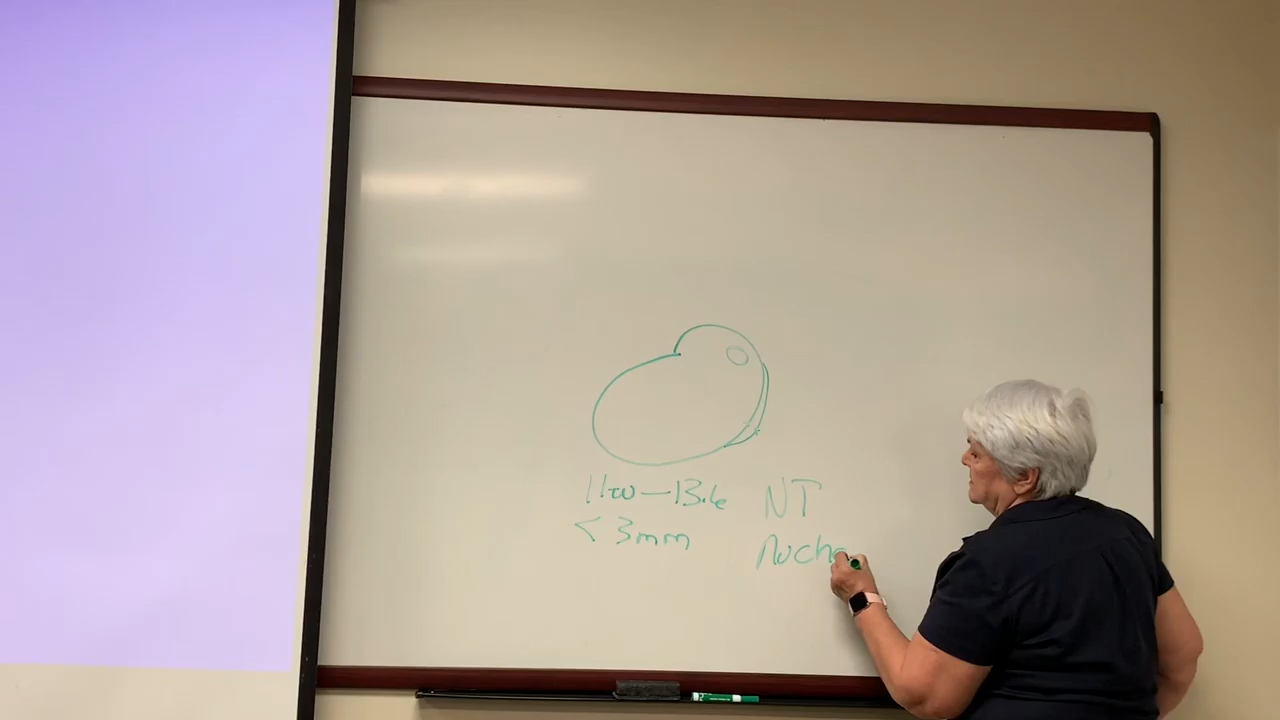 11w — 13.6 NT
< 3mm nucha